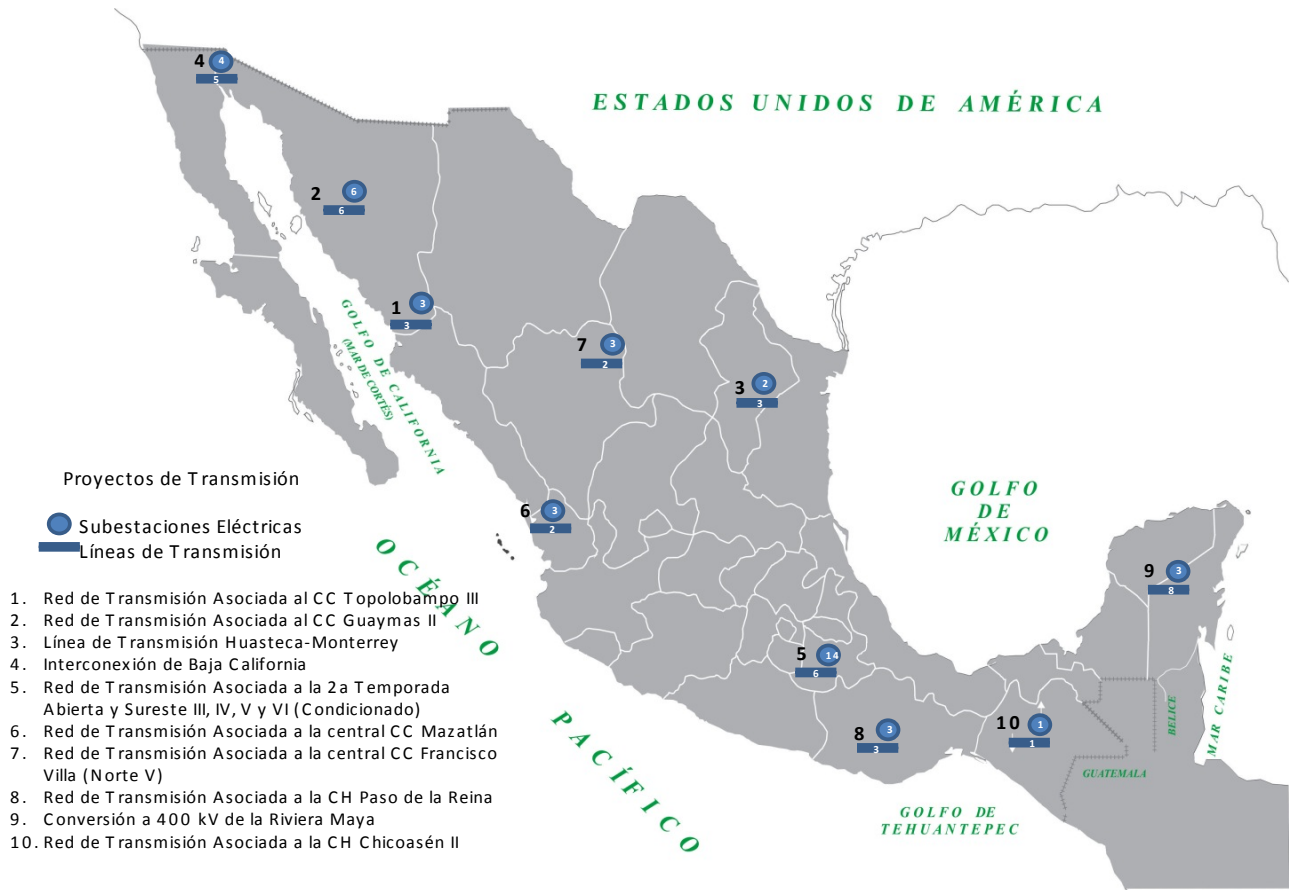 ESTADOS UNIDOS DE AMÉRICA
4 4
5
2 6
6
1 3
3
7 3
2
3 2
3
GOLFO DE CALIFORNIA
(MAR DE CORTÉS)
6 3
2
GOLFO
DE
MÉXICO
9 3
8
5 14
6
8 3
3
10 1
1
BELICE
MAR CARIBE
GUATEMALA
GOLFO DE
TEHUANTEPEC
OCÉANO
PACÍFICO
Proyectos de Transmisión
Subestaciones Eléctricas
Líneas de Transmisión
1. Red de Transmisión Asociada al CC Topolobampo III
2. Red de Transmisión Asociada al CC Guaymas II
3. Línea de Transmisión Huasteca-Monterrey
4. Interconexión de Baja California
5. Red de Transmisión Asociada a la 2a Temporada
Abierta y Sureste III, IV, V y VI (Condicionado)
6. Red de Transmisión Asociada a la central CC Mazatlán
7. Red de Transmisión Asociada a la central CC Francisco
Villa (Norte V)
8. Red de Transmisión Asociada a la CH Paso de la Reina
9. Conversión a 400 kV de la Riviera Maya
10. Red de Transmisión Asociada a la CH Chicoasén II